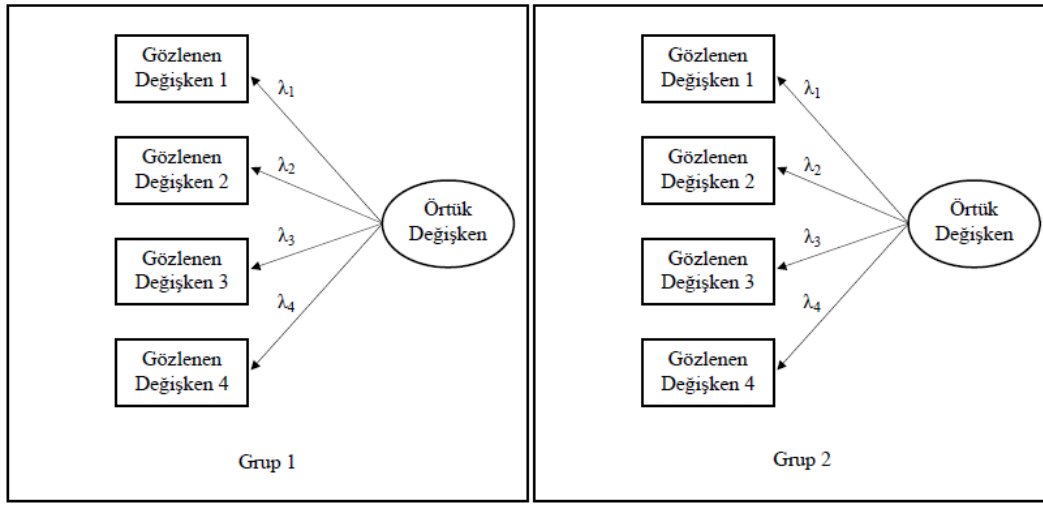 Gözlenen
Değişken 1
λ1
Gözlenen
Değişken 2
λ2
Örtük
Değişken
λ3
Gözlenen
Değişken 3
λ4
Gözlenen
Değişken 4
Grup 1
Gözlenen
Değişken 1
λ1
Gözlenen
Değişken 2
λ2
Örtük
Değişken
λ3
Gözlenen
Değişken 3
λ4
Gözlenen
Değişken 4
Grup 2